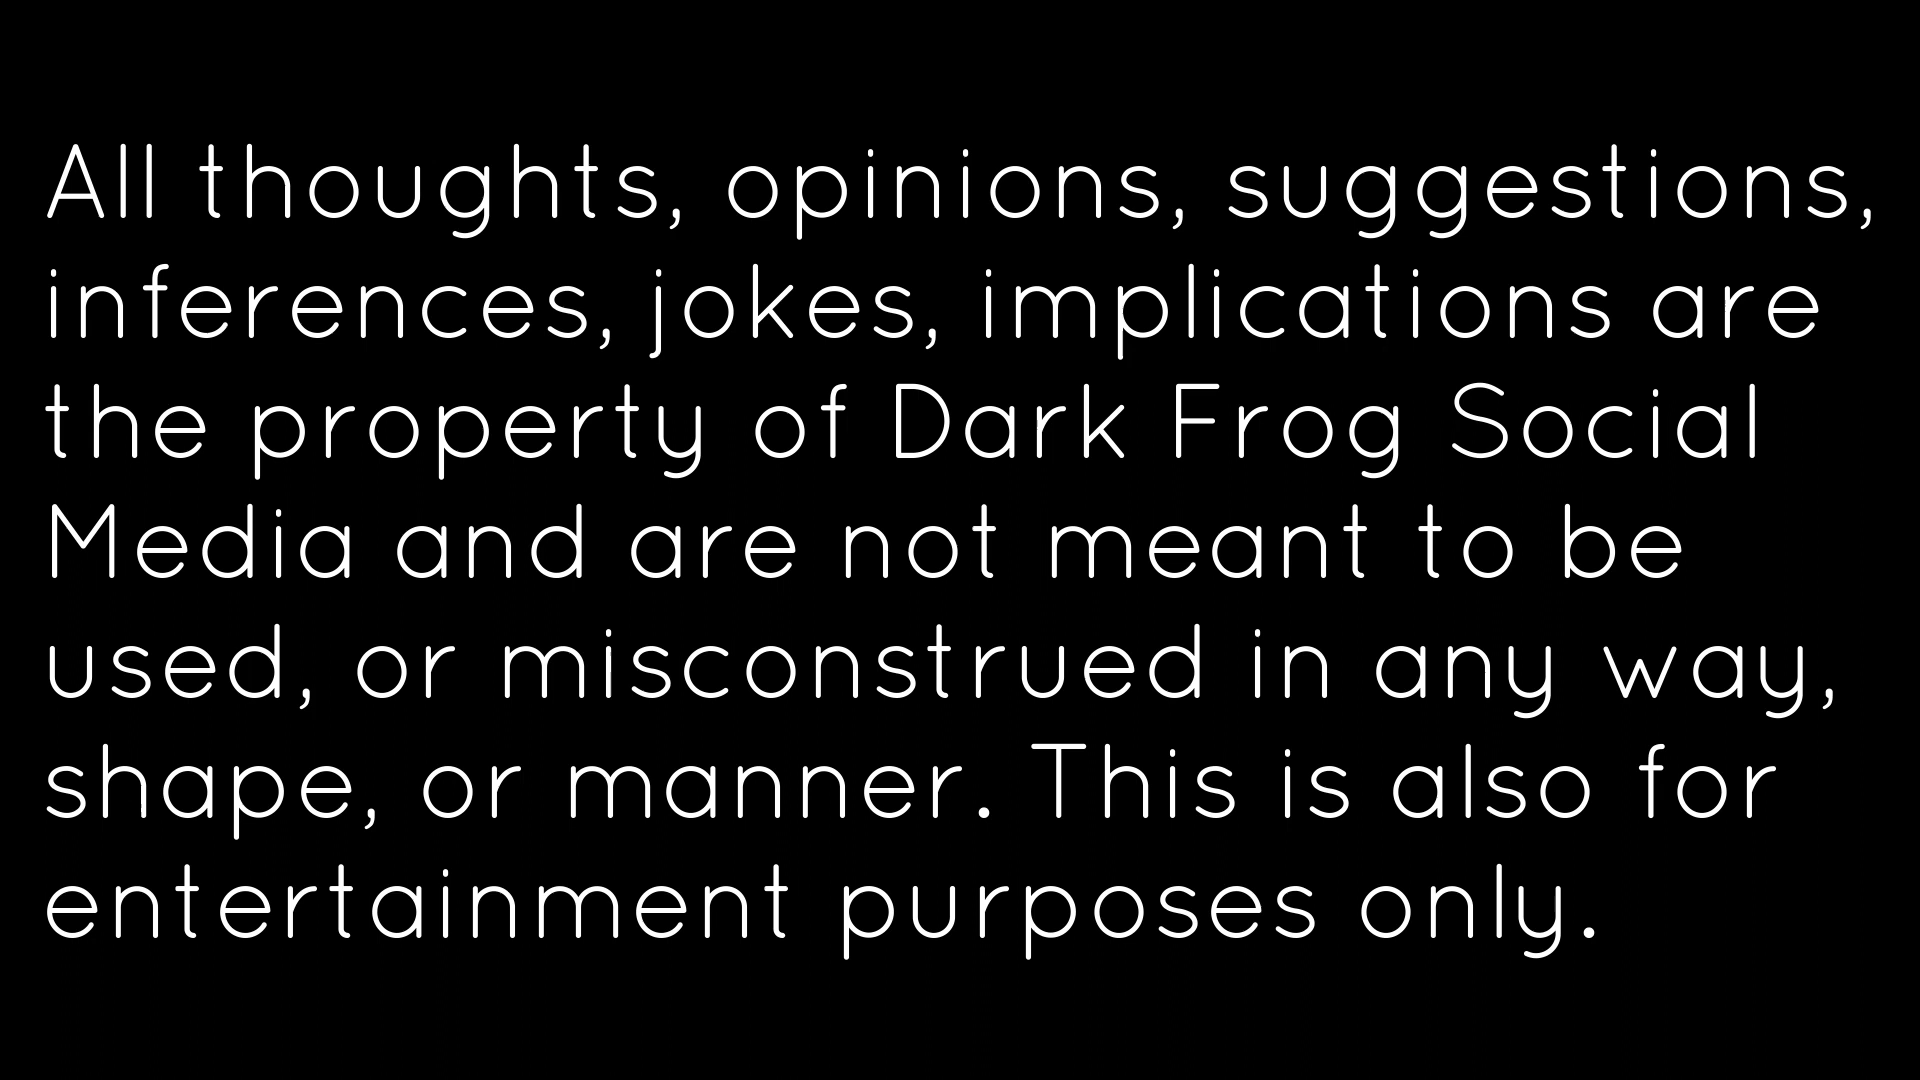 All thoughts, opinions, suggestions,
inferences, jokes, implications are
the property of Dark Frog Social
Media and are not meant to be
used, or misconstrued in any way,
shape, or manner. This is also for
entertainment purposes only.